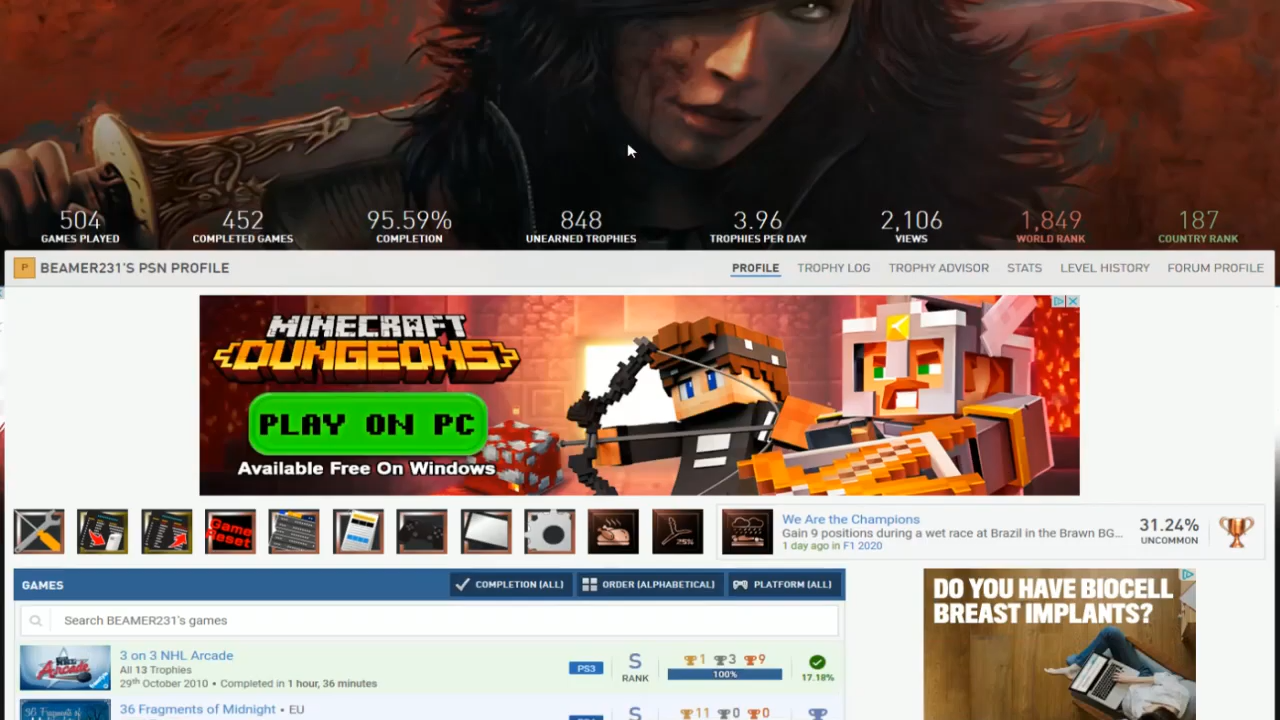 504 452 95.59% 848 3.96 2,106 1,849 187
GAMES PLAYED COMPLETED GAMES COMPLETION UNEARNED TROPHIES TROPHIES PER DAY VIEWS WORLD RANK COUNTRY RANK
P BEAMER231'S PSN PROFILE PROFILE TROPHY LOG TROPHY ADVISOR STATS LEVEL HISTORY FORUM PROFILE
MINECRAFT
DUNGEONS
PLAY ON PC
Available Free On Windows
Game Reset
25%
We Are the Champions
Gain 9 positions during a wet race at Brazil in the Brawn BG...
1 day ago in F1 2020
31.24%
UNCOMMON
GAMES COMPLETION (ALL) ORDER (ALPHABETICAL) PLATFORM (ALL)
Search BEAMER231's games
3 on 3 NHL Arcade
All 13 Trophies
29th October 2010 • Completed in 1 hour, 36 minutes
PS3
S
RANK
1 3 9
100%
17.18%
36 Fragments of Midnight • EU
S
11 0 0
DO YOU HAVE BIOCELL
BREAST IMPLANTS?